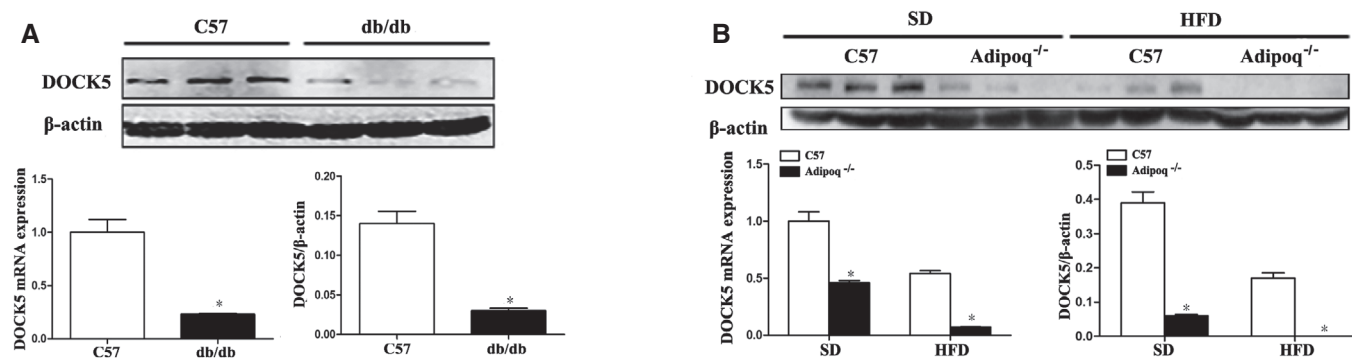 A
C57 db/db
DOCK5
β-actin
DOCK5 mRNA expression
1.5
1.0
0.5
0.0
C57 db/db
*
DOCK5/β-actin
0.20
0.15
0.10
0.05
0.00
C57 db/db
*
B
SD HFD
C57 Adipoq-/- C57 Adipoq-/-
DOCK5
β-actin
C57
Adipoq -/-
DOCK5 mRNA expression
1.5
1.0
0.5
0.0
SD HFD
*
*
C57
Adipoq -/-
DOCK5/β-actin
0.5
0.4
0.3
0.2
0.1
0.0
SD HFD
*
*